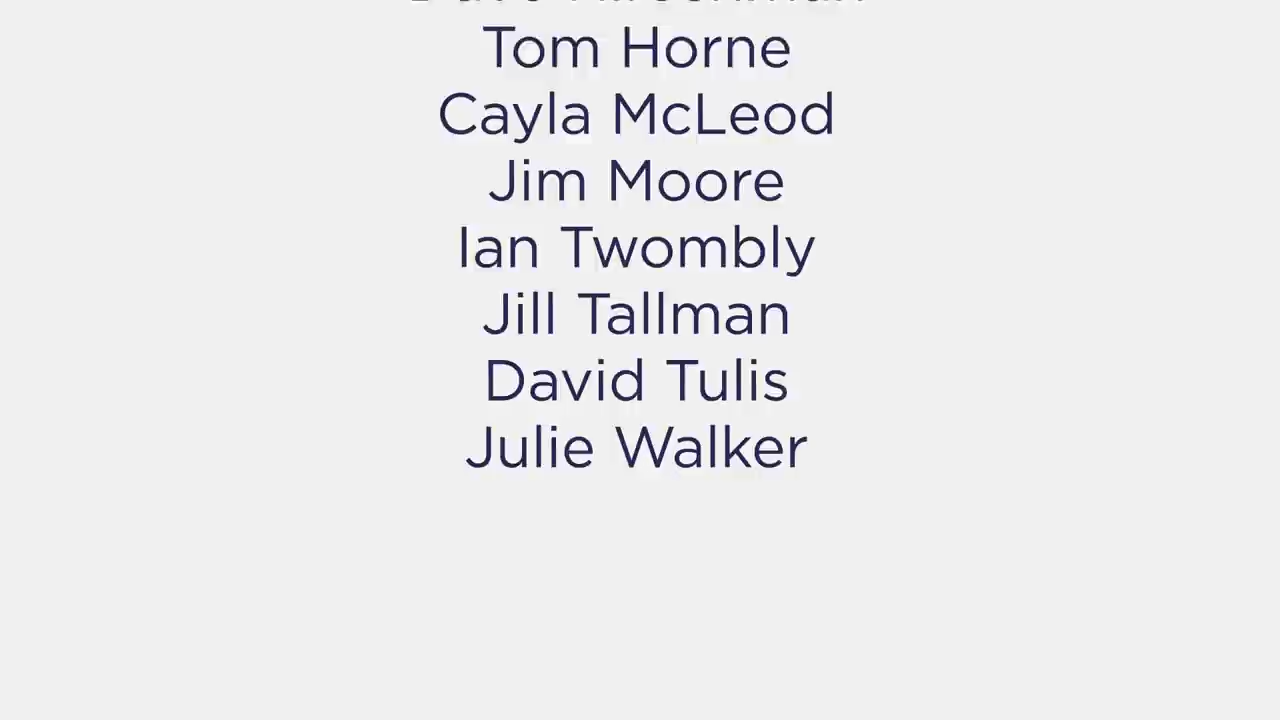 Tom Horne
Cayla McLeod
Jim Moore
Ian Twombly
Jill Tallman
David Tulis
Julie Walker